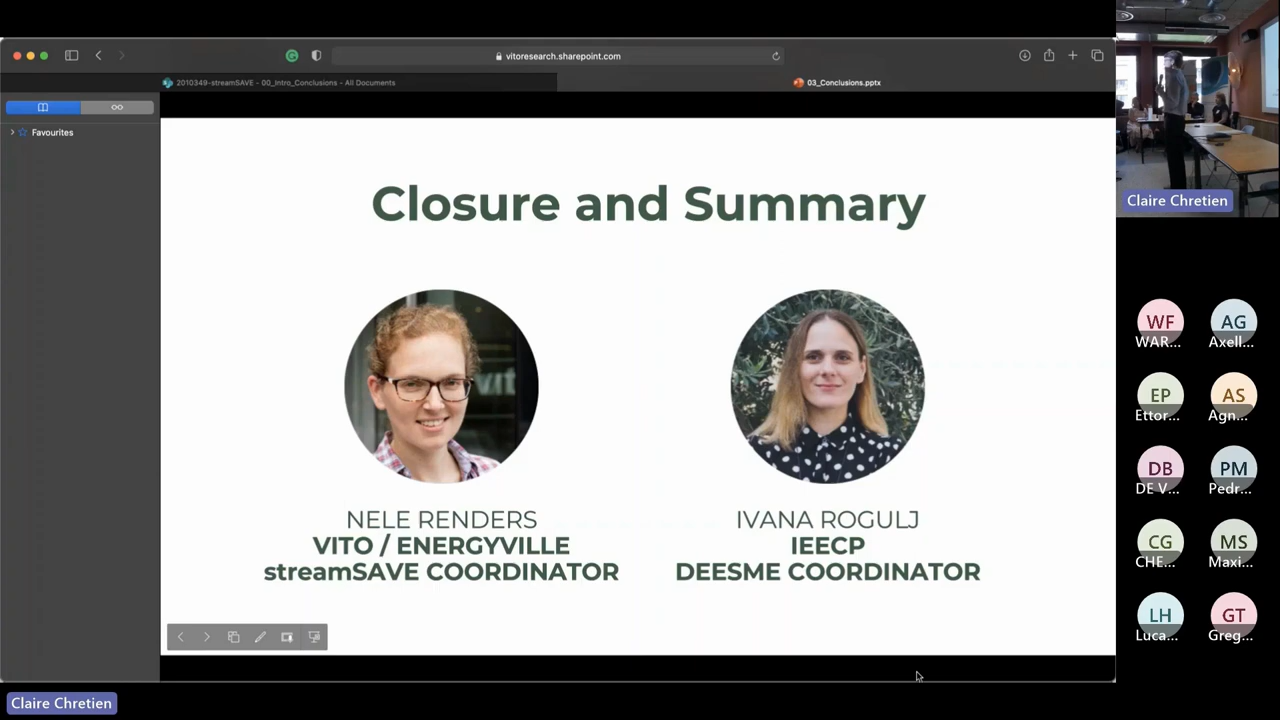 vitoresearch.sharepoint.com
2010349-streamSAVE - 00_Intro_Conclusions - All Documents
03_Conclusions.pptx
Favourites
Closure and Summary
NELE RENDERS
VITO / ENERGYVILLE
streamSAVE COORDINATOR
IVANA ROGULJ
IEECP
DEESME COORDINATOR
Claire Chretien
WF
WAR...
AG
Axell...
EP
Ettor...
AS
Agn...
DB
DE V...
PM
Pedr...
CG
CHE...
MS
Maxi...
LH
Luca...
GT
Greg...
Claire Chretien